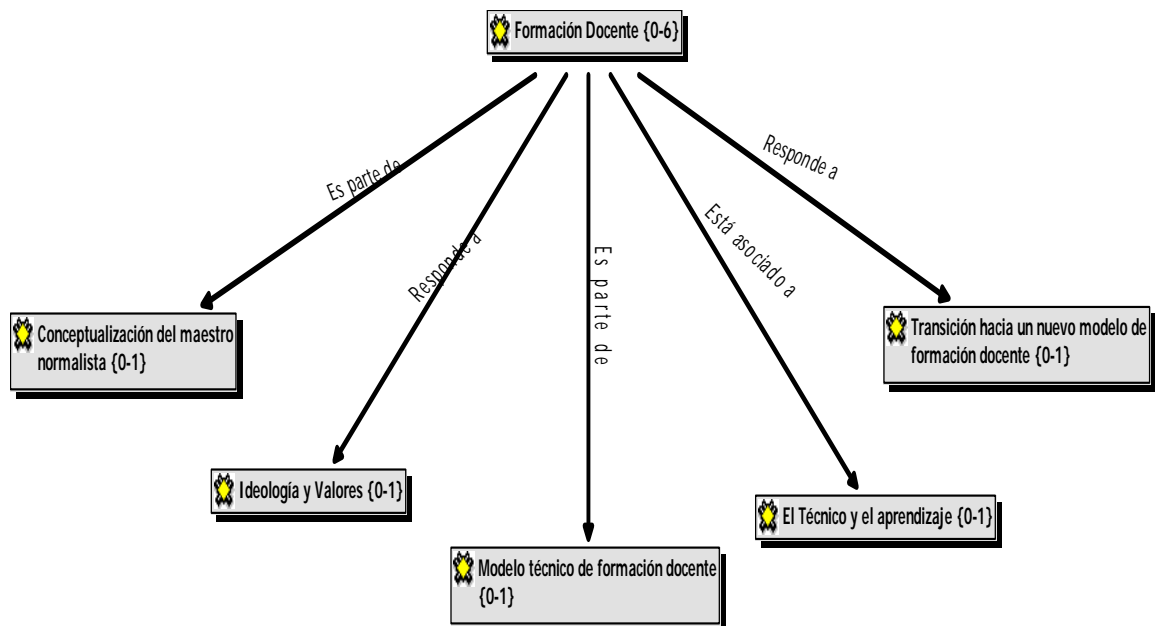 Formación Docente {0-6}
Es parte de
Responde a
Es parte de
Está asociado a
Responde a
Conceptualización del maestro
normalista {0-1}
Ideología y Valores {0-1}
Modelo técnico de formación docente
{0-1}
El Técnico y el aprendizaje {0-1}
Transición hacia un nuevo modelo de
formación docente {0-1}